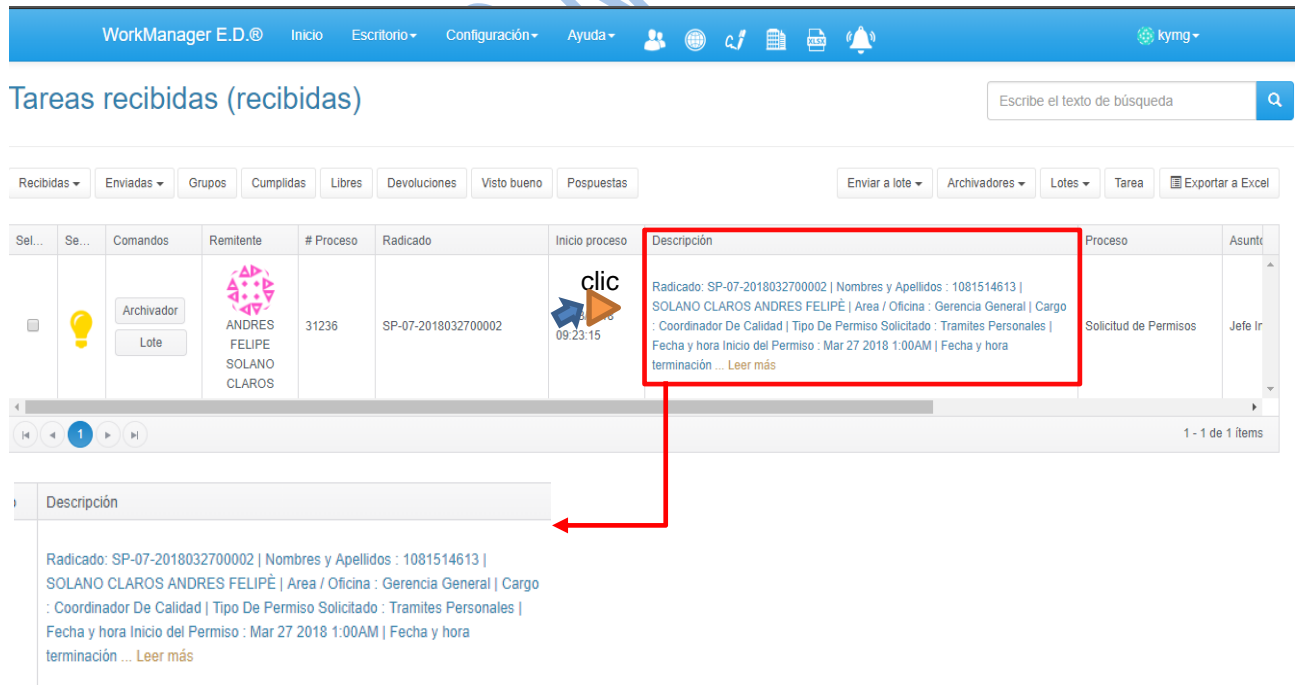 WorkManager E.D.® Inicio Escritorio Configuración Ayuda XLSX kymg
Tareas recibidas (recibidas)
Escribe el texto de búsqueda
Recibidas Enviadas Grupos Cumplidas Libres Devoluciones Visto bueno Pospuestas Enviar a lote Archivadores Lotes Tarea Exportar a Excel
Sel... Se... Comandos Remitente # Proceso Radicado Inicio proceso Descripción Proceso Asunto
Archivador
Lote
ANDRES
FELIPE
SOLANO
CLAROS
31236
SP-07-2018032700002
clic
09:23:15
Radicado: SP-07-2018032700002 | Nombres y Apellidos : 1081514613 |
SOLANO CLAROS ANDRES FELIPÈ | Area / Oficina : Gerencia General | Cargo
: Coordinador De Calidad | Tipo De Permiso Solicitado : Tramites Personales |
Fecha y hora Inicio del Permiso : Mar 27 2018 1:00AM | Fecha y hora
terminación ... Leer más
Solicitud de Permisos
Jefe
1
1 - 1 de 1 ítems
Descripción
Radicado: SP-07-2018032700002 | Nombres y Apellidos : 1081514613 |
SOLANO CLAROS ANDRES FELIPÈ | Area / Oficina : Gerencia General | Cargo
: Coordinador De Calidad | Tipo De Permiso Solicitado : Tramites Personales |
Fecha y hora Inicio del Permiso : Mar 27 2018 1:00AM | Fecha y hora
terminación ... Leer más